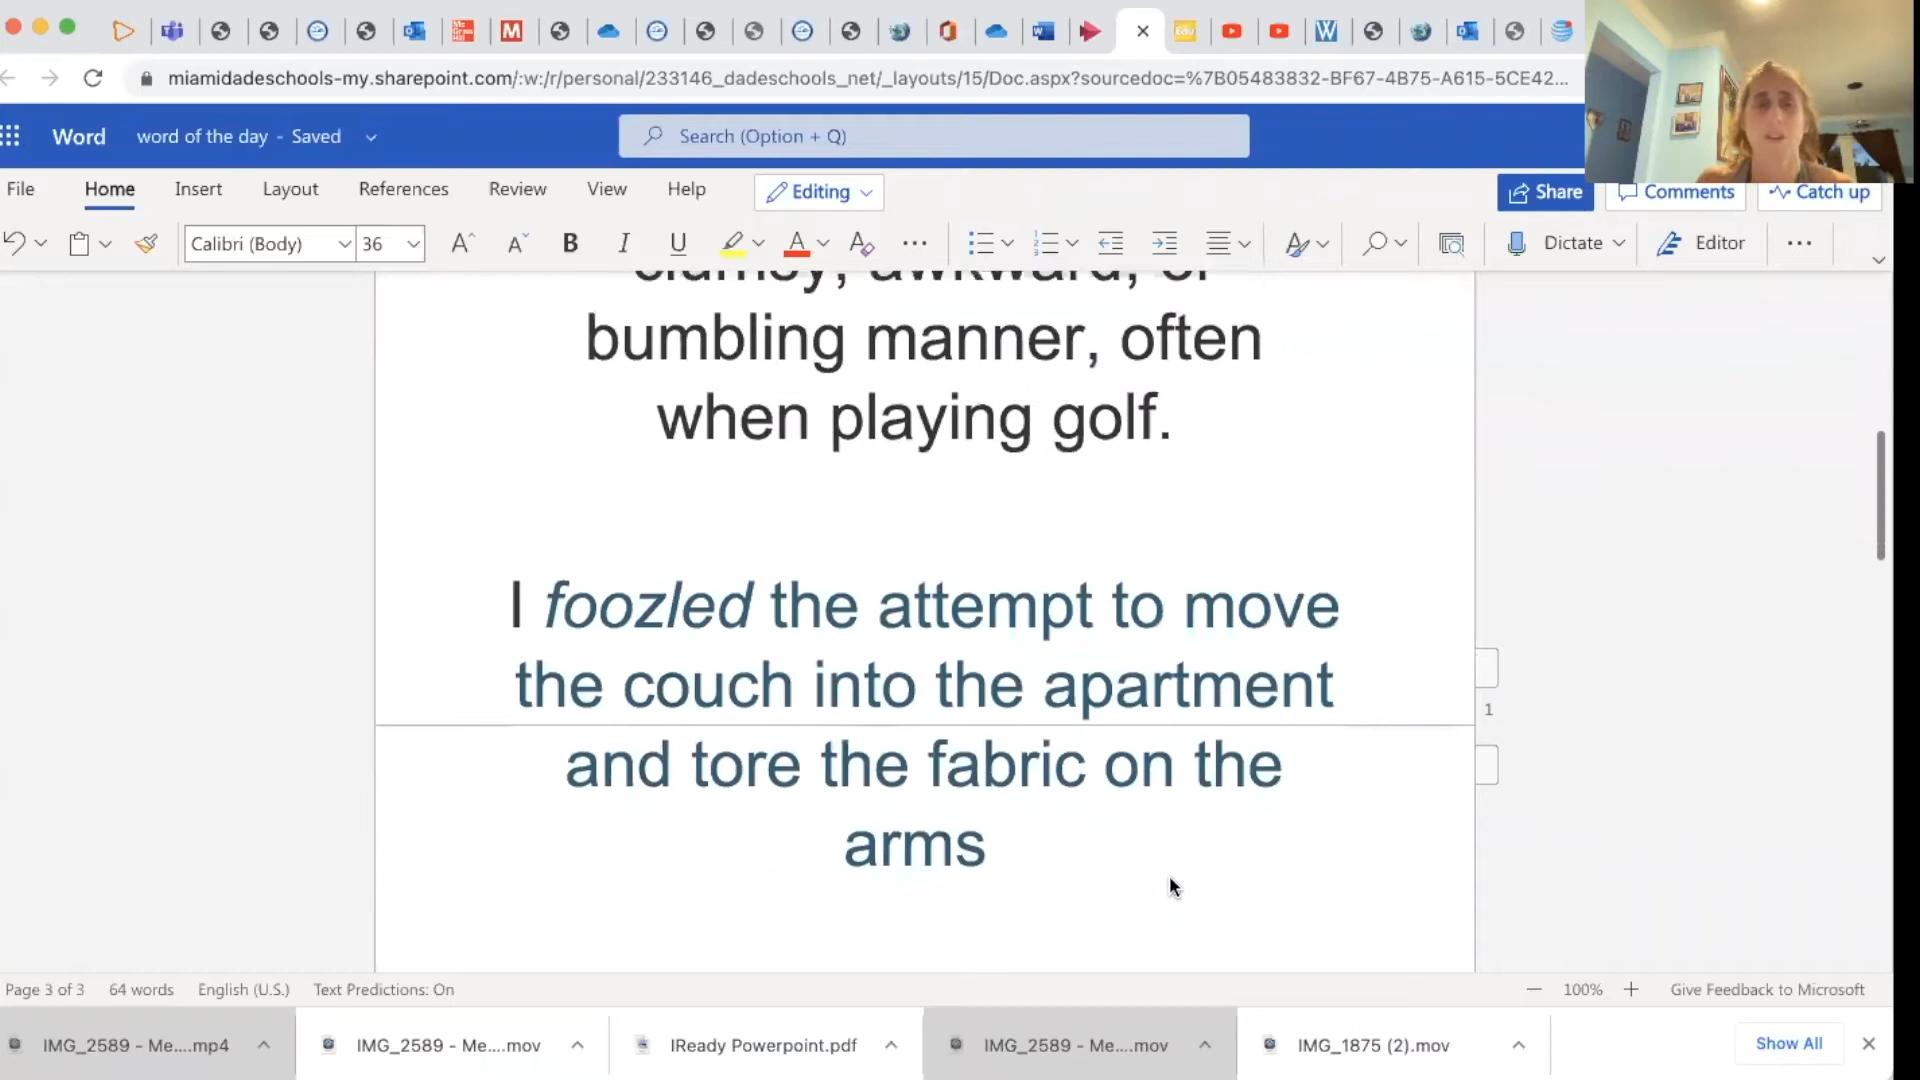 miamidadeschools-my.sharepoint.com/:w:/r/personal/233146_dadeschools_net/_layouts/15/Doc.aspx?sourcedoc=%7B05483832-BF67-4B75-A615-5CE42...
Word word of the day - Saved Search (Option + Q)
File Home Insert Layout References Review View Help Editing Share Comments Catch up
Calibri (Body) 36 Dictate Editor
clumsy, awkward, or
bumbling manner, often
when playing golf.
I foozled the attempt to move
the couch into the apartment
1
and tore the fabric on the
arms
Page 3 of 3 64 words English (U.S.) Text Predictions: On 100% Give Feedback to Microsoft
IMG_2589 - Me....mp4 IMG_2589 - Me....mov IReady Powerpoint.pdf IMG_2589 - Me....mov IMG_1875 (2).mov Show All